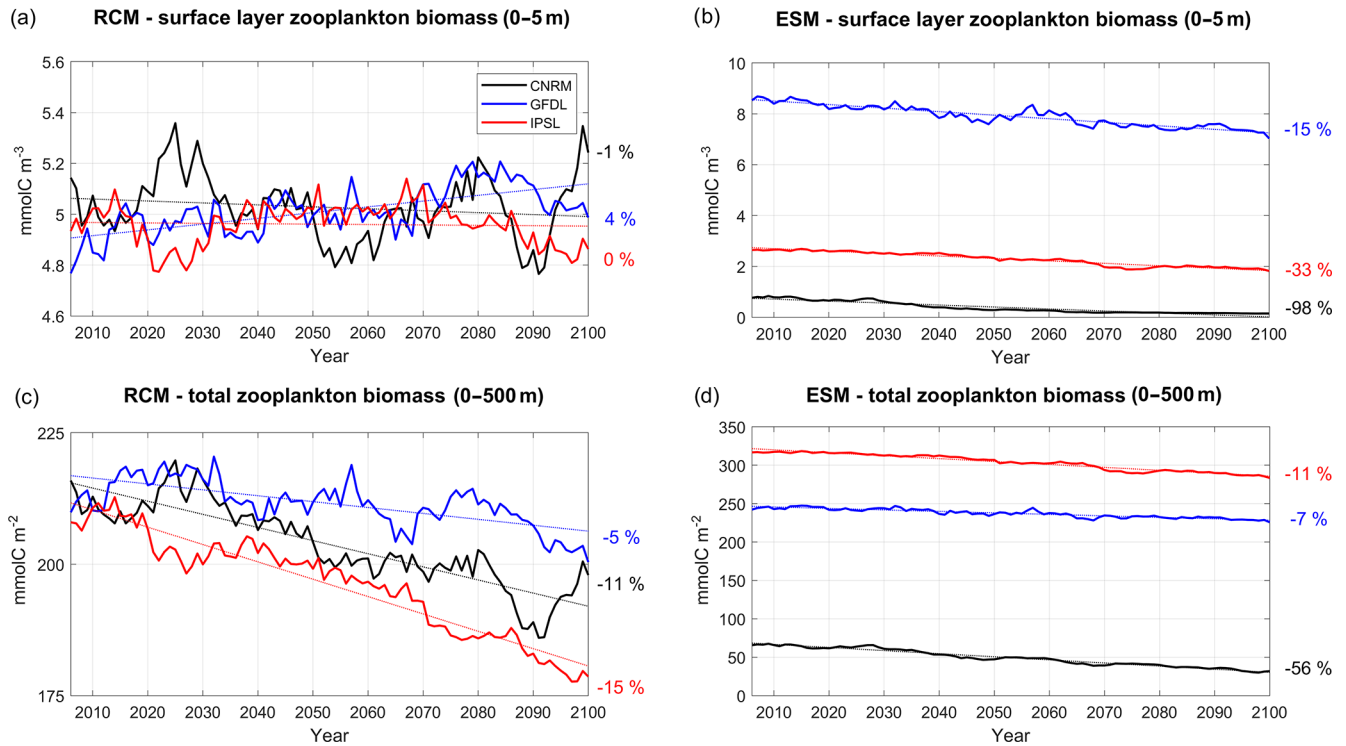 (a)
RCM - surface layer zooplankton biomass (0–5 m)
5.6
5.4
5.2
5
4.8
4.6
mmolC m-3
CNRM
GFDL
IPSL
-1 %
4 %
0 %
2010 2020 2030 2040 2050 2060 2070 2080 2090 2100
Year
(b)
ESM - surface layer zooplankton biomass (0–5 m)
10
8
6
4
2
0
mmolC m-3
-15 %
-33 %
-98 %
2010 2020 2030 2040 2050 2060 2070 2080 2090 2100
Year
(c)
RCM - total zooplankton biomass (0–500 m)
225
200
175
mmolC m-2
-5 %
-11 %
-15 %
2010 2020 2030 2040 2050 2060 2070 2080 2090 2100
Year
(d)
ESM - total zooplankton biomass (0–500 m)
350
300
250
200
150
100
50
0
mmolC m-2
-11 %
-7 %
-56 %
2010 2020 2030 2040 2050 2060 2070 2080 2090 2100
Year